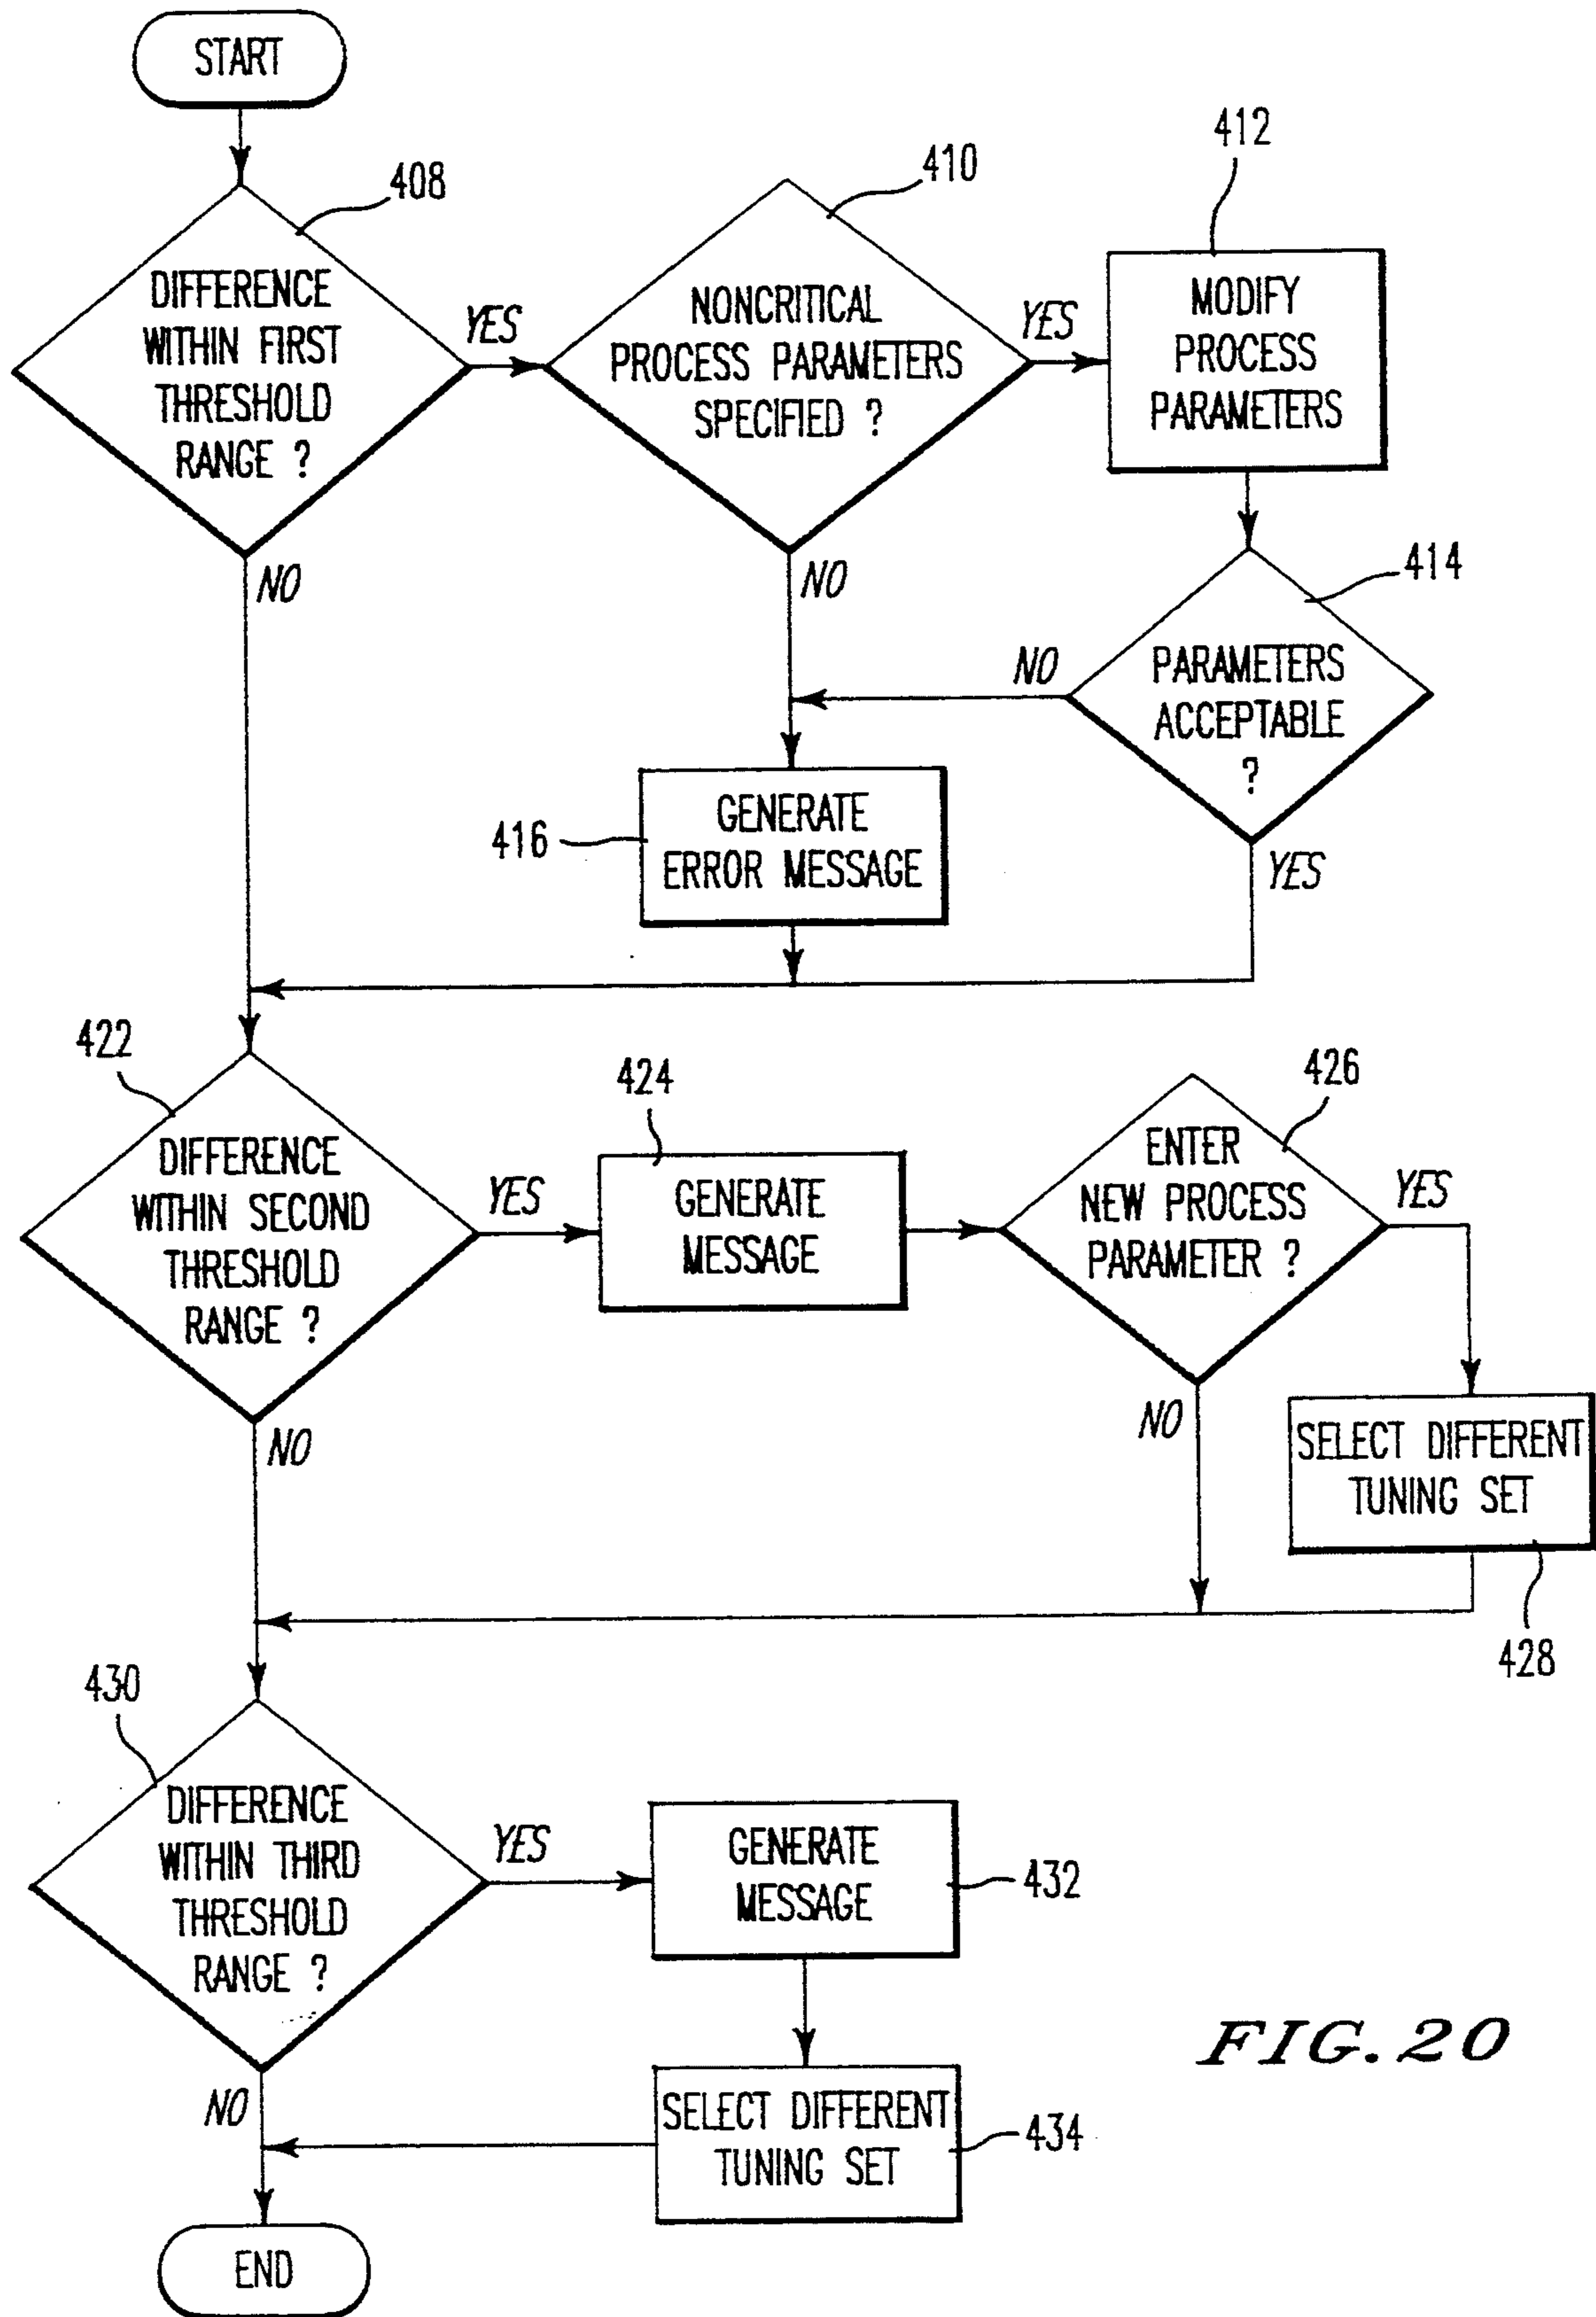 START
408
DIFFERENCE
WITHIN FIRST
THRESHOLD
RANGE ?
YES
NO
410
NONCRITICAL
PROCESS PARAMETERS
SPECIFIED ?
YES
NO
412
MODIFY
PROCESS
PARAMETERS
414
PARAMETERS
ACCEPTABLE
?
NO
YES
416
GENERATE
ERROR MESSAGE
422
DIFFERENCE
WITHIN SECOND
THRESHOLD
RANGE ?
YES
NO
424
GENERATE
MESSAGE
426
ENTER
NEW PROCESS
PARAMETER ?
YES
NO
SELECT DIFFERENT
TUNING SET
428
430
DIFFERENCE
WITHIN THIRD
THRESHOLD
RANGE ?
YES
NO
GENERATE
MESSAGE
432
SELECT DIFFERENT
TUNING SET
434
END
FIG. 20